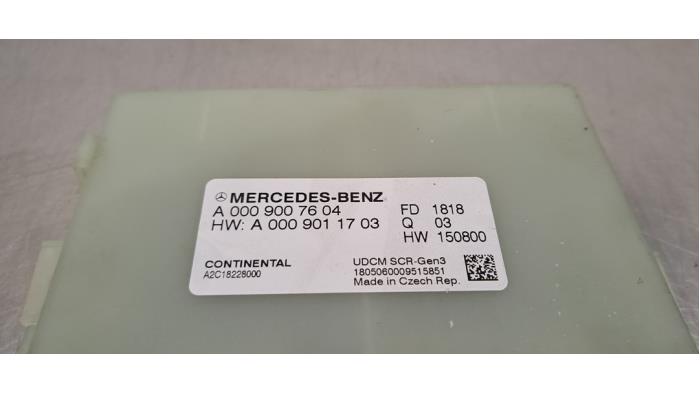 MERCEDES-BENZ
A 000 900 76 04 FD 1818
HW: A 000 901 17 03 Q 03
HW 150800
CONTINENTAL UDCM SCR-Gen3
A2C18228000 1805060009515851
Made in Czech Rep.